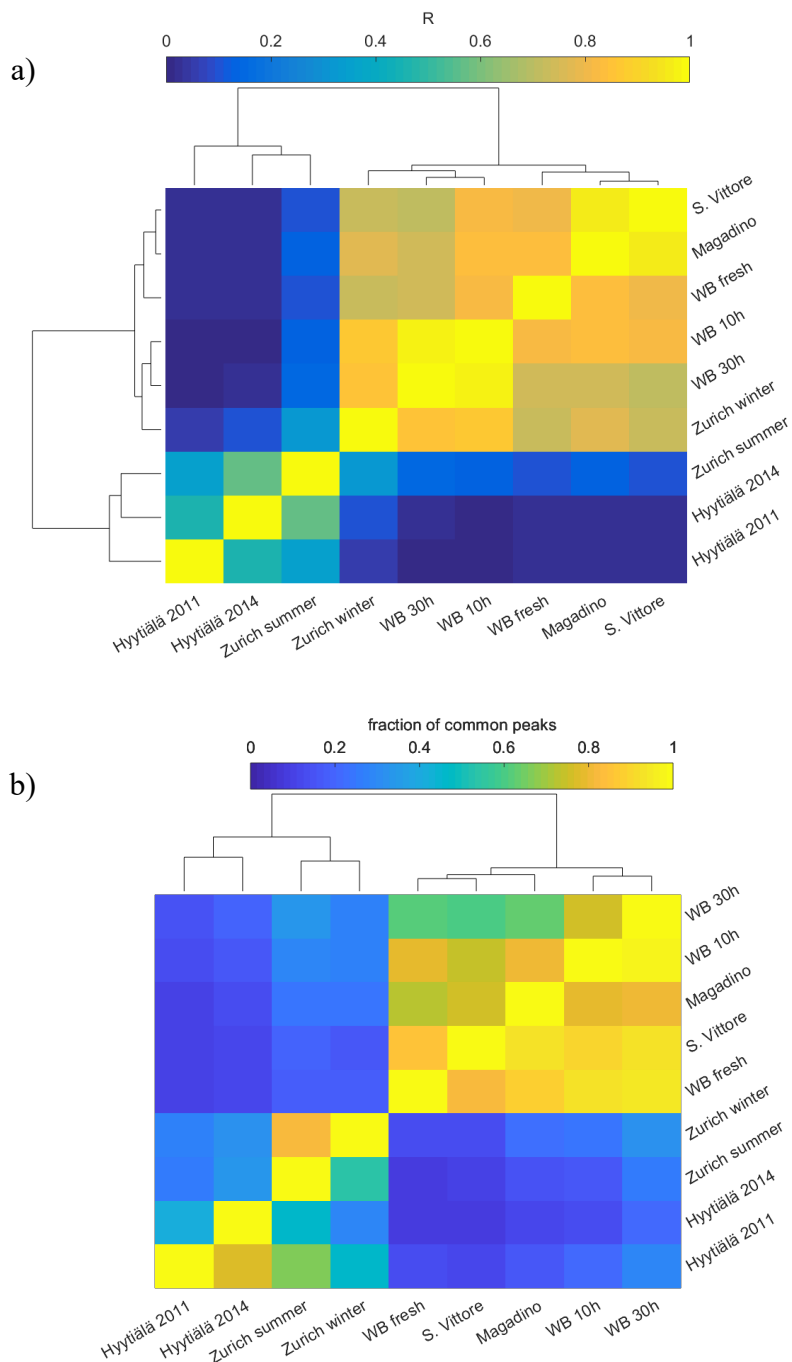 R
0 0.2 0.4 0.6 0.8 1
a)
S. Vittore
Magadino
WB fresh
WB 10h
WB 30h
Zurich winter
Zurich summer
Hyytiälä 2014
Hyytiälä 2011
Hyytiälä 2011 Hyytiälä 2014 Zurich summer Zurich winter WB 30h WB 10h WB fresh Magadino S. Vittore
fraction of common peaks
0 0.2 0.4 0.6 0.8 1
b)
WB 30h
WB 10h
Magadino
S. Vittore
WB fresh
Zurich winter
Zurich summer
Hyytiälä 2014
Hyytiälä 2011
Hyytiälä 2011 Hyytiälä 2014 Zurich summer Zurich winter WB fresh S. Vittore Magadino WB 10h WB 30h